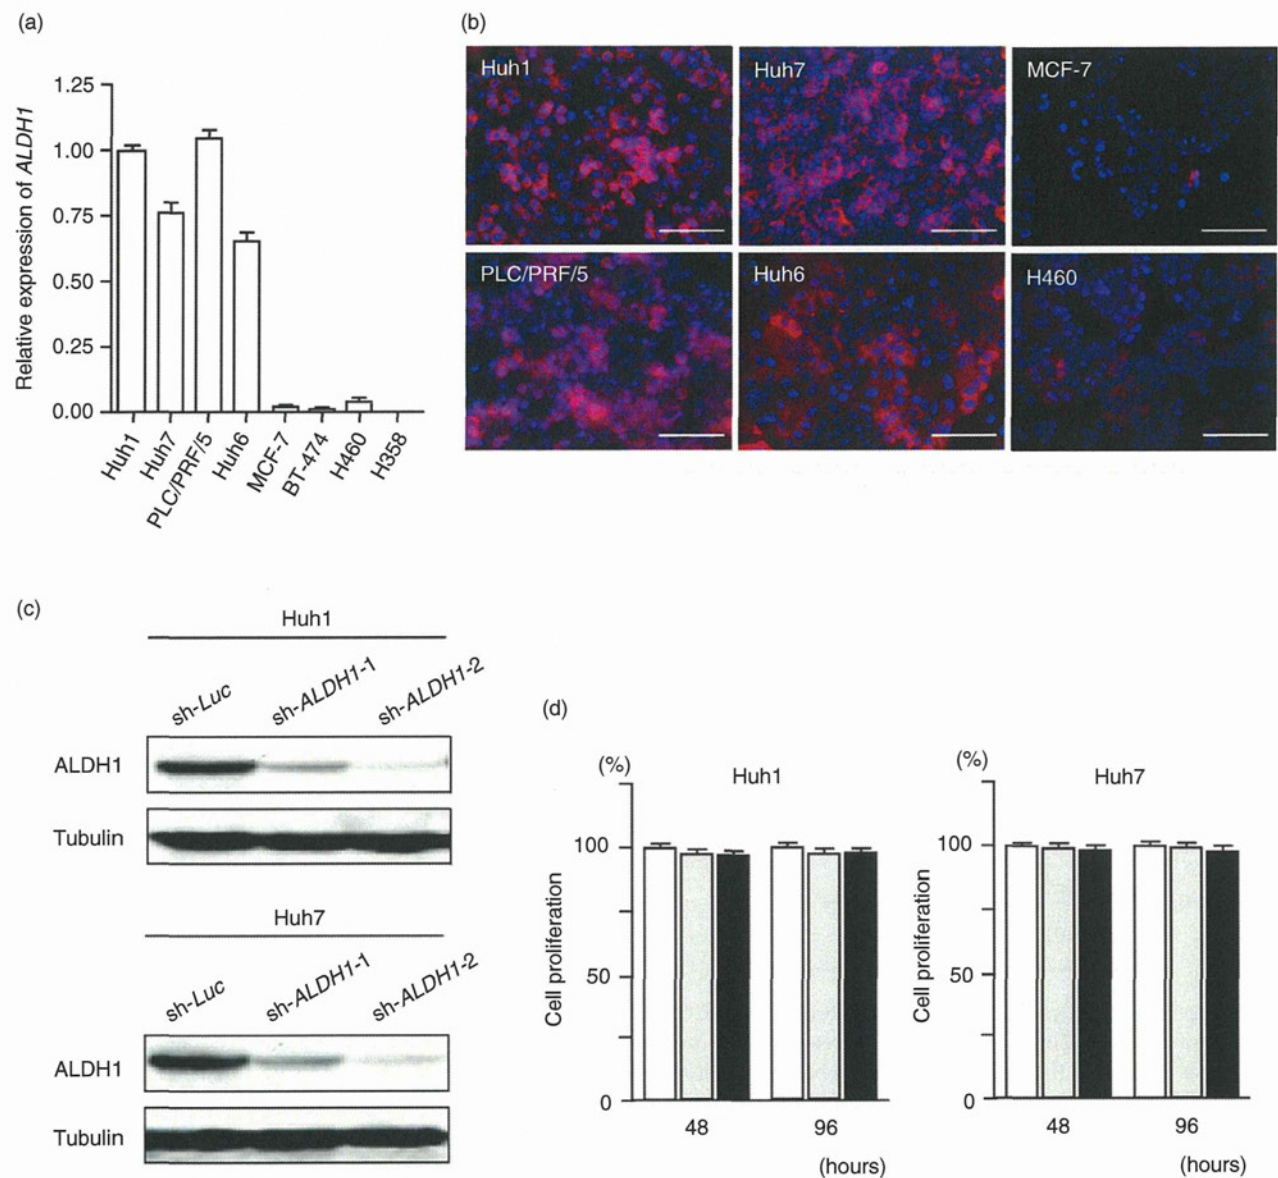 (a)
Relative expression of ALDH1
1.25
1.00
0.75
0.50
0.25
0.00
Huh1
Huh7
PLC/PRF/5
Huh6
MCF-7
BT-474
H460
H358
(b)
Huh1
Huh7
MCF-7
PLC/PRF/5
Huh6
H460
(c)
Huh1
sh-Luc
sh-ALDH1-1
sh-ALDH1-2
ALDH1
Tubulin
Huh7
sh-Luc
sh-ALDH1-1
sh-ALDH1-2
ALDH1
Tubulin
(d)
(%)
Huh1
Cell proliferation
100
50
0
48
96
(hours)
(%)
Huh7
Cell proliferation
100
50
0
48
96
(hours)